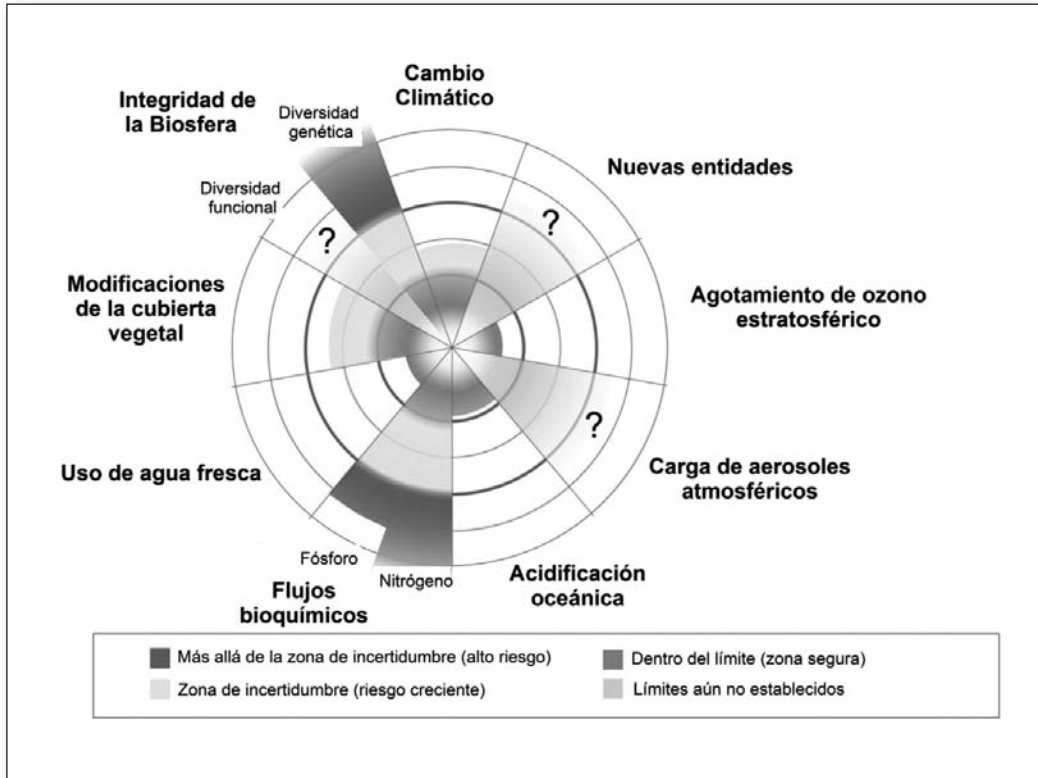 Cambio
Climático
Integridad de
la Biosfera
Diversidad
genética
Diversidad
funcional
Nuevas entidades
?
?
Modificaciones
de la cubierta
vegetal
Agotamiento de ozono
estratosférico
?
Uso de agua fresca
Carga de aerosoles
atmosféricos
Fósforo
Nitrógeno
Flujos
bioquímicos
Acidificación
oceánica
Más allá de la zona de incertidumbre (alto riesgo)
Dentro del límite (zona segura)
Zona de incertidumbre (riesgo creciente)
Límites aún no establecidos